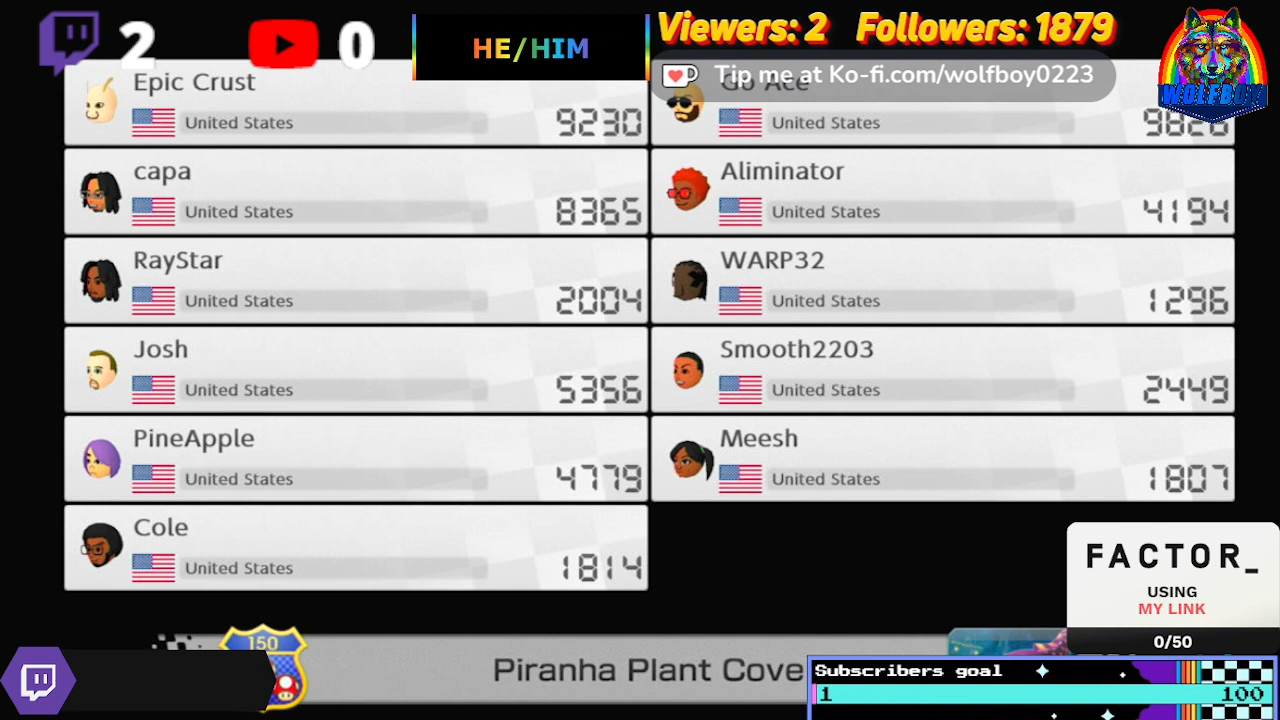 2
0
HE/HIM
Viewers: 2 Followers: 1879
Tip me at Ko-fi.com/wolfboy0223
WOLFBOY
Epic Crust
United States
9230
Go Ace
United States
9826
capa
United States
8365
Aliminator
United States
4194
RayStar
United States
2004
WARP32
United States
1296
Josh
United States
5356
Smooth2203
United States
2449
PineApple
United States
4779
Meesh
United States
1807
Cole
United States
1814
FACTOR_
USING
MY LINK
0/50
150
Piranha Plant Cove
Subscribers goal
1
100